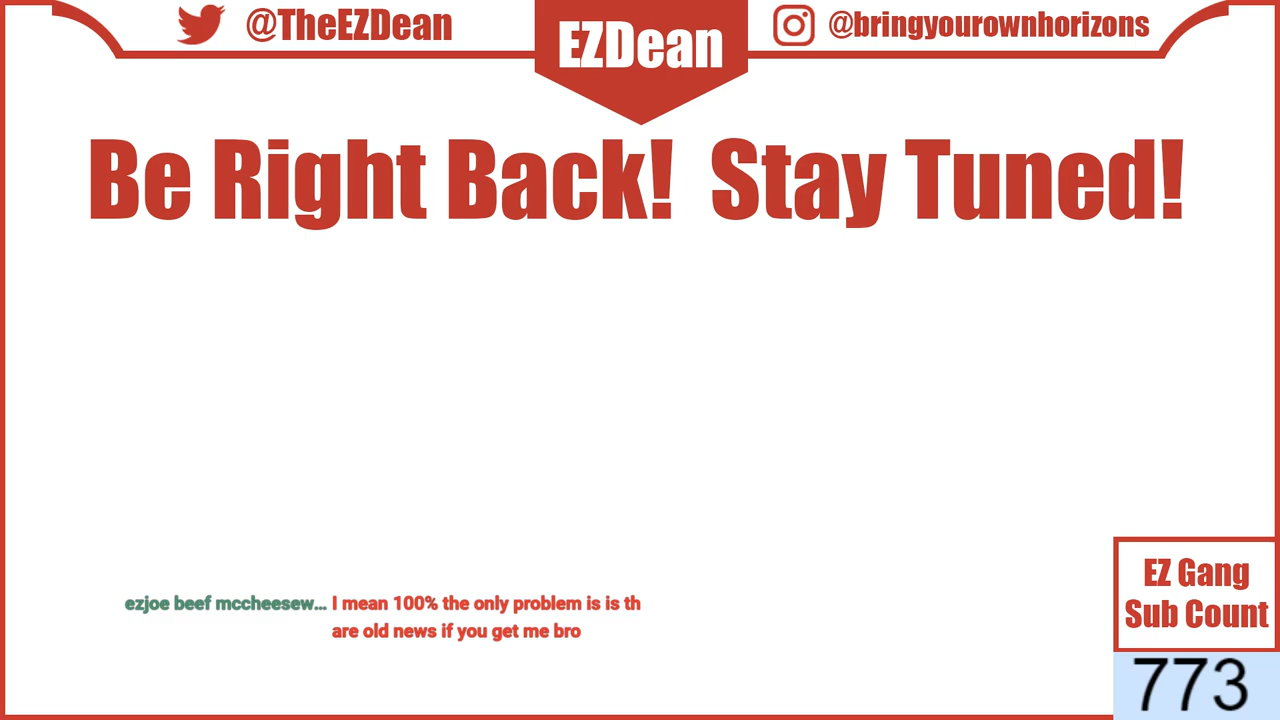 @TheEZDean
EZDean
@bringyourownhorizons
Be Right Back! Stay Tuned!
ezjoe beef mccheesew... I mean 100% the only problem is is th
are old news if you get me bro
EZ Gang
Sub Count
773